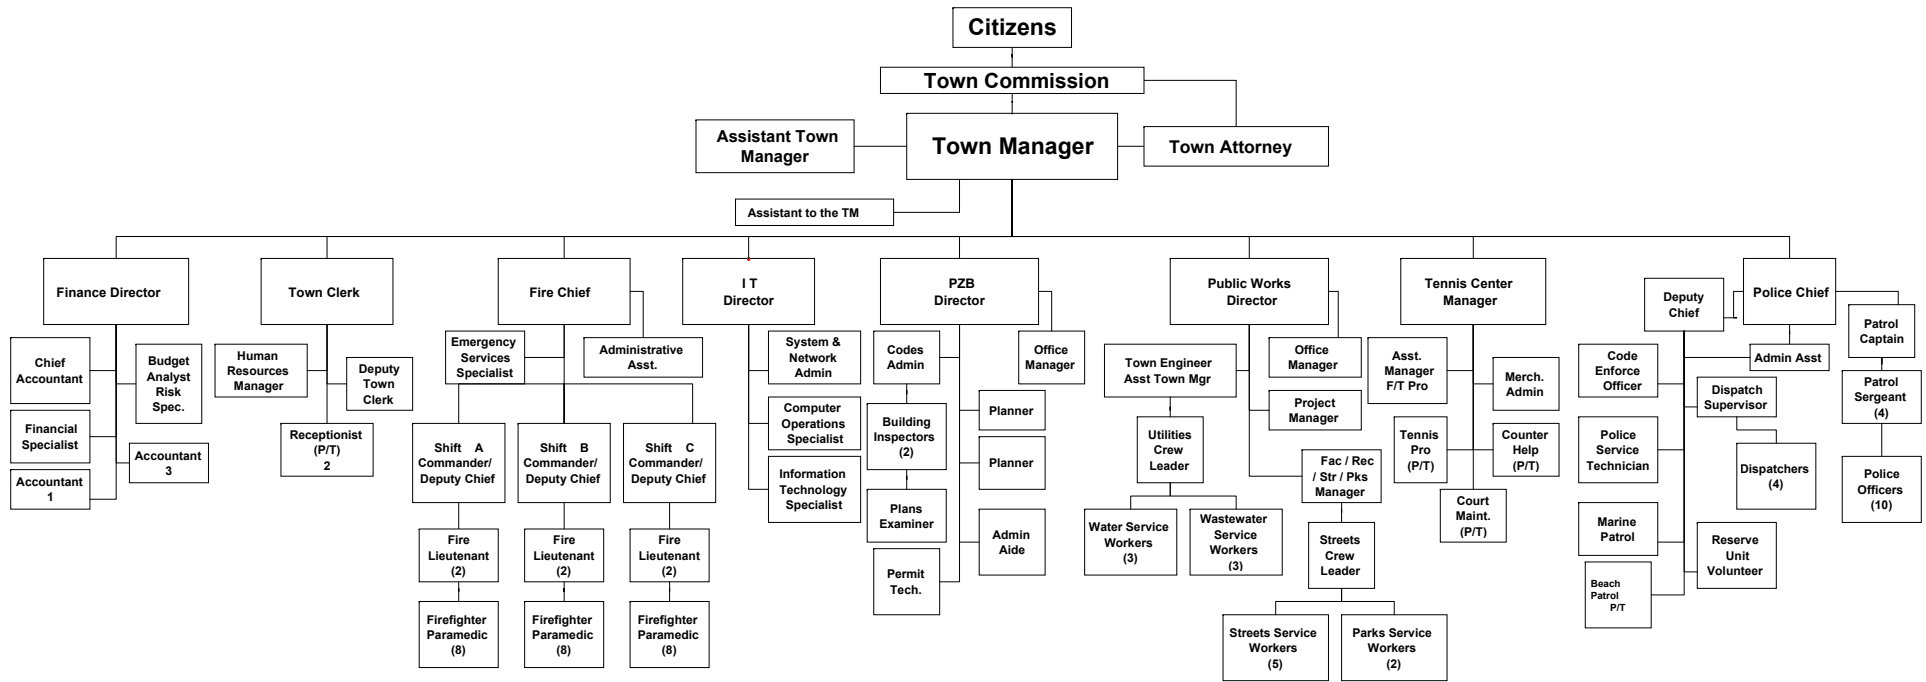 Citizens
Town Commission
Assistant Town
Manager
Town Manager
Town Attorney
Assistant to the TM
Finance Director
Town Clerk
Fire Chief
I T
Director
PZB
Director
Public Works
Director
Tennis Center
Manager
Deputy
Chief
Police Chief
Chief
Accountant
Budget
Analyst
Risk
Spec.
Financial
Specialist
Accountant
3
Accountant
1
Human
Resources
Manager
Deputy
Town
Clerk
Receptionist
(P/T)
2
Emergency
Services
Specialist
Administrative
Asst.
Shift A
Commander/
Deputy Chief
Shift B
Commander/
Deputy Chief
Shift C
Commander/
Deputy Chief
Fire
Lieutenant
(2)
Fire
Lieutenant
(2)
Fire
Lieutenant
(2)
Firefighter
Paramedic
(8)
Firefighter
Paramedic
(8)
Firefighter
Paramedic
(8)
System &
Network
Admin
Computer
Operations
Specialist
Information
Technology
Specialist
Codes
Admin
Office
Manager
Building
Inspectors
(2)
Planner
Planner
Plans
Examiner
Admin
Aide
Permit
Tech.
Town Engineer
Asst Town Mgr
Office
Manager
Project
Manager
Utilities
Crew
Leader
Fac / Rec
/ Str / Pks
Manager
Water Service
Workers
(3)
Wastewater
Service
Workers
(3)
Streets
Crew
Leader
Streets Service
Workers
(5)
Parks Service
Workers
(2)
Asst.
Manager
F/T Pro
Merch.
Admin
Tennis
Pro
(P/T)
Counter
Help
(P/T)
Court
Maint.
(P/T)
Patrol
Captain
Admin Asst
Code
Enforce
Officer
Dispatch
Supervisor
Patrol
Sergeant
(4)
Police
Service
Technician
Dispatchers
(4)
Police
Officers
(10)
Marine
Patrol
Reserve
Unit
Volunteer
Beach
Patrol
P/T